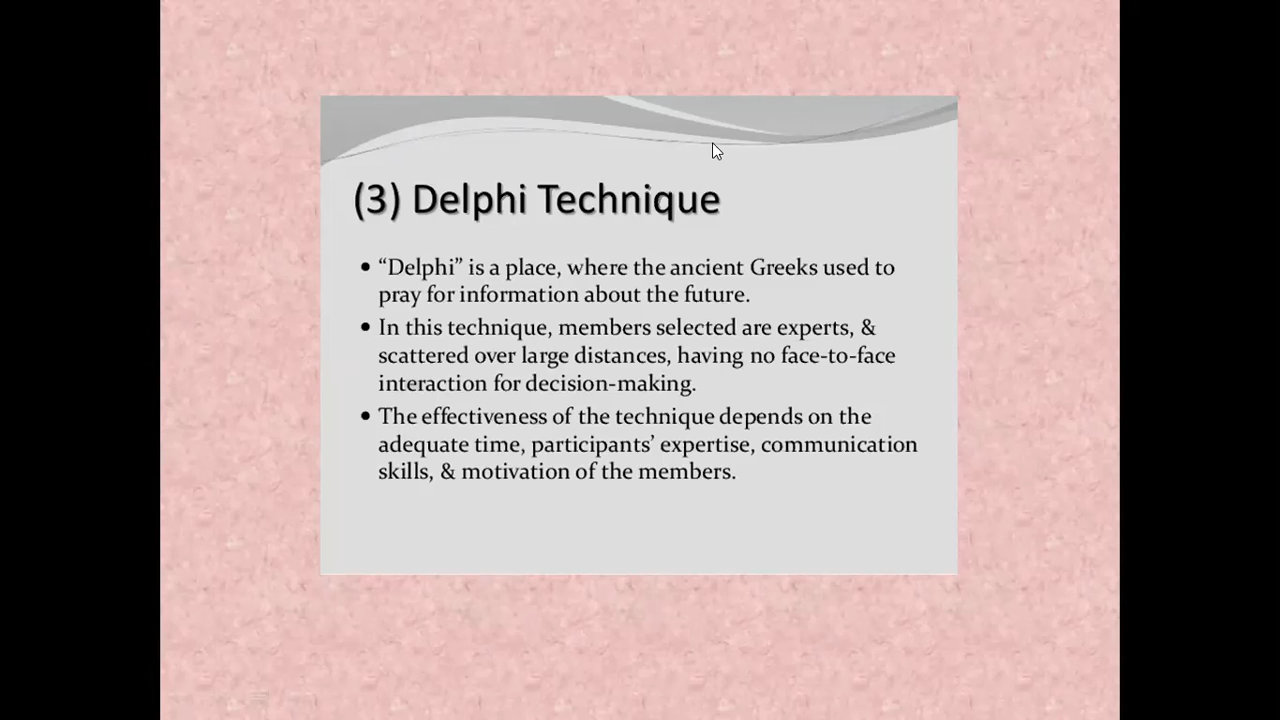 (3) Delphi Technique
• “Delphi” is a place, where the ancient Greeks used to
pray for information about the future.
• In this technique, members selected are experts, &
scattered over large distances, having no face-to-face
interaction for decision-making.
• The effectiveness of the technique depends on the
adequate time, participants’ expertise, communication
skills, & motivation of the members.